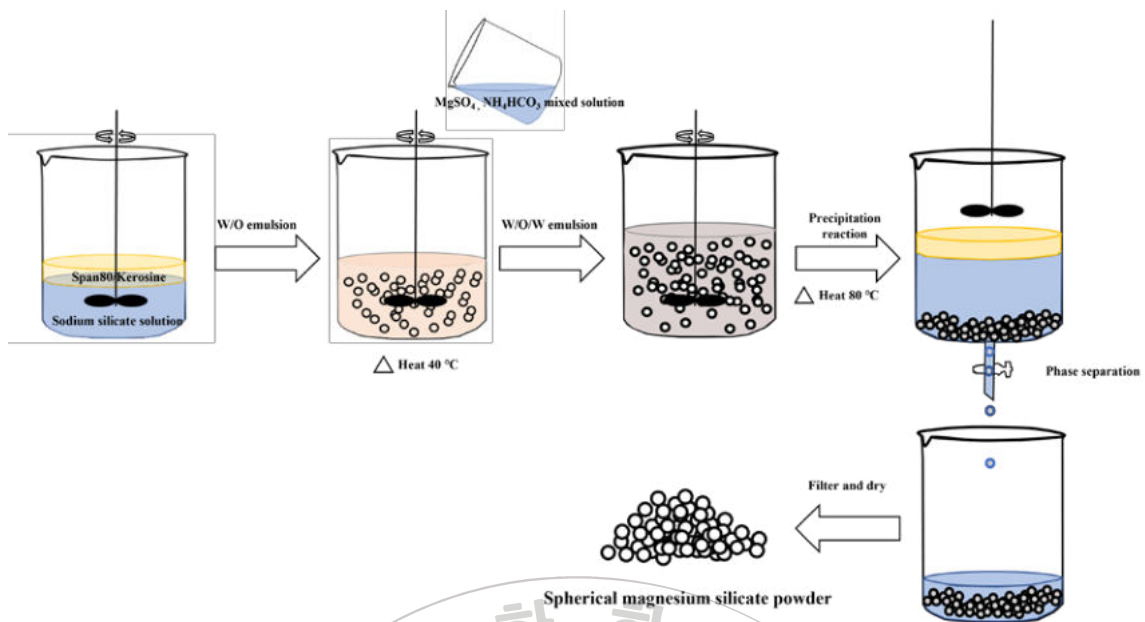 MgSO₄、NH₄HCO₃ mixed solution
W/O emulsion
W/O/W emulsion
Precipitation
reaction
Span80/Kerosine
Sodium silicate solution
△ Heat 40 ℃
△ Heat 80 ℃
Phase separation
Filter and dry
Spherical magnesium silicate powder